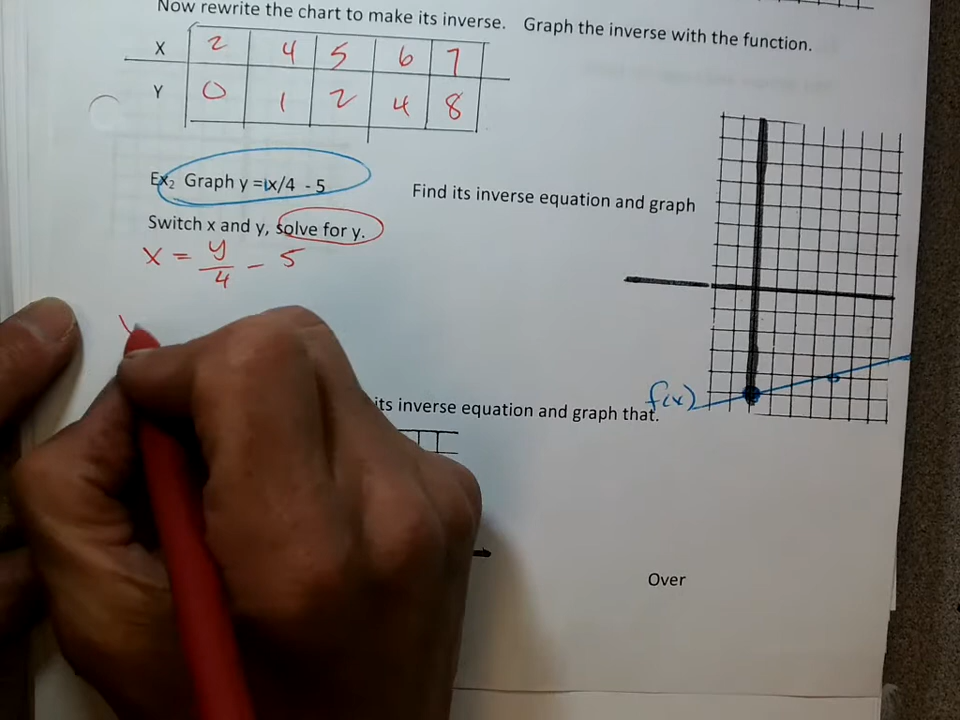 Now rewrite the chart to make its inverse. Graph the inverse with the function.
X 2 4 5 6 7
Y 0 1 2 4 8
Ex2 Graph y = 1x/4 - 5
Find its inverse equation and graph
Switch x and y, solve for y.
x = y/4 - 5
its inverse equation and graph that.
f(x)
Over